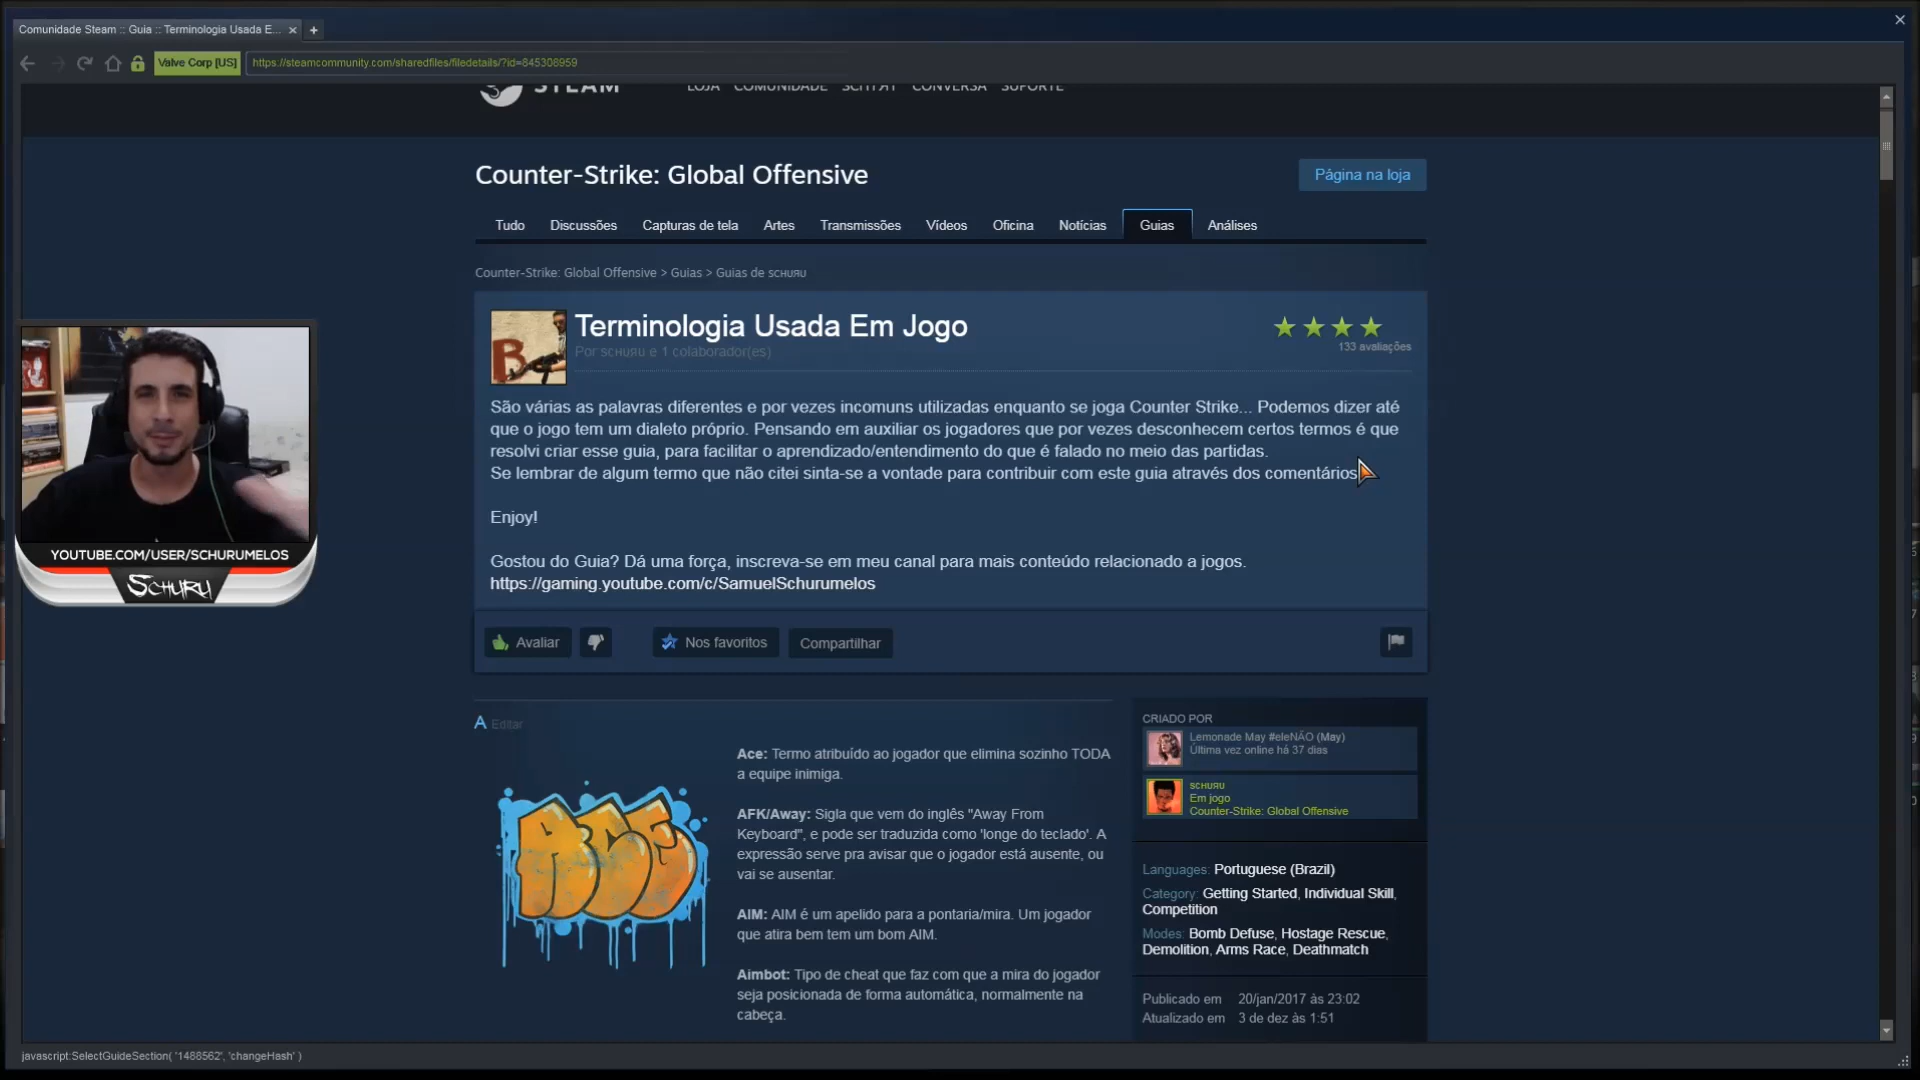 Comunidade Steam :: Guia :: Terminologia Usada E...
Valve Corp [US]
https://steamcommunity.com/sharedfiles/filedetails/?id=845308959
STEAM
LOJA COMUNIDADE SCHYRY CONVERSA SUPORTE
Counter-Strike: Global Offensive
Página na loja
Tudo Discussões Capturas de tela Artes Transmissões Vídeos Oficina Notícias Guias Análises
Counter-Strike: Global Offensive > Guias > Guias de scнuяu
Terminologia Usada Em Jogo
Por scнuяu e 1 colaborador(es)
133 avaliações
São várias as palavras diferentes e por vezes incomuns utilizadas enquanto se joga Counter Strike... Podemos dizer até
que o jogo tem um dialeto próprio. Pensando em auxiliar os jogadores que por vezes desconhecem certos termos é que
resolvi criar esse guia, para facilitar o aprendizado/entendimento do que é falado no meio das partidas.
Se lembrar de algum termo que não citei sinta-se a vontade para contribuir com este guia através dos comentários
Enjoy!
Gostou do Guia? Dá uma força, inscreva-se em meu canal para mais conteúdo relacionado a jogos.
https://gaming.youtube.com/c/SamuelSchurumelos
YOUTUBE.COM/USER/SCHURUMELOS
SCHURU
Avaliar
Nos favoritos
Compartilhar
A Editar
ACE
Ace: Termo atribuído ao jogador que elimina sozinho TODA
a equipe inimiga.
AFK/Away: Sigla que vem do inglês "Away From
Keyboard", e pode ser traduzida como 'longe do teclado'. A
expressão serve pra avisar que o jogador está ausente, ou
vai se ausentar.
AIM: AIM é um apelido para a pontaria/mira. Um jogador
que atira bem tem um bom AIM.
Aimbot: Tipo de cheat que faz com que a mira do jogador
seja posicionada de forma automática, normalmente na
cabeça.
CRIADO POR
Lemonade May #eleNÃO (May)
Última vez online há 37 dias
scнuяu
Em jogo
Counter-Strike: Global Offensive
Languages: Portuguese (Brazil)
Category: Getting Started, Individual Skill,
Competition
Modes: Bomb Defuse, Hostage Rescue,
Demolition, Arms Race, Deathmatch
Publicado em 20/jan/2017 às 23:02
Atualizado em 3 de dez às 1:51
javascript:SelectGuideSection( '1488562', 'changeHash' )